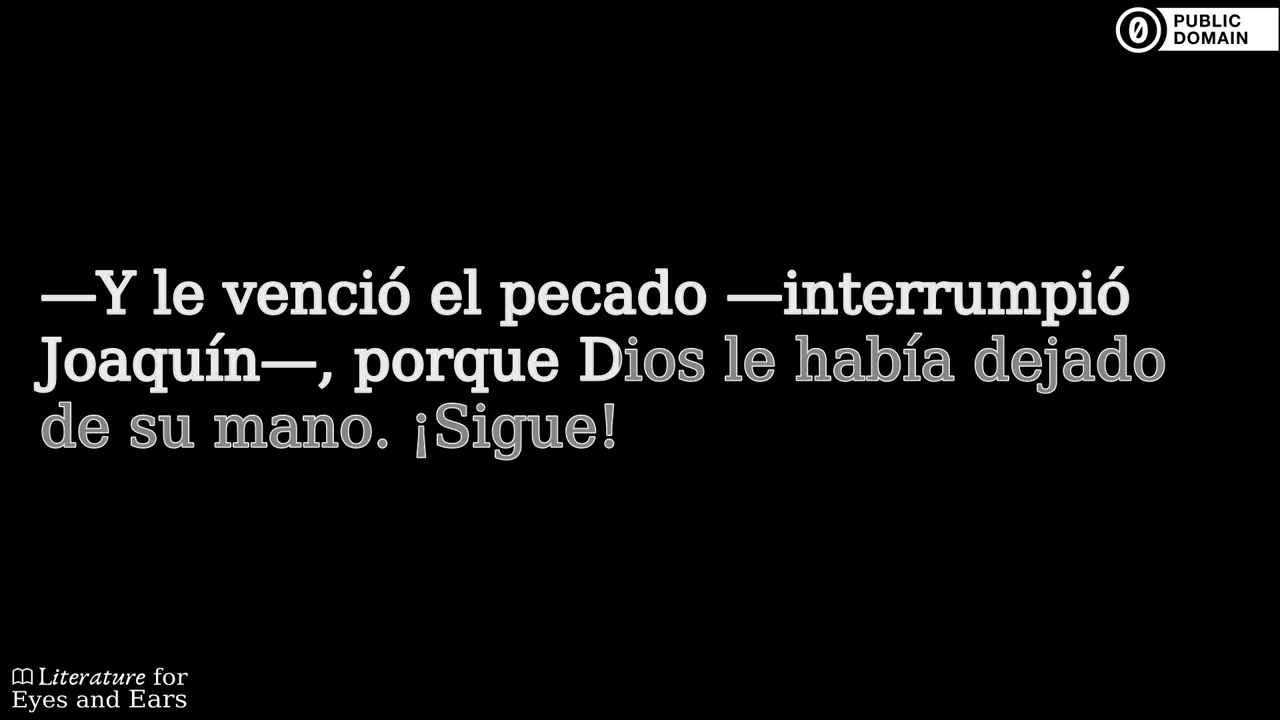 PUBLIC
DOMAIN
—Y le venció el pecado —interrumpió
Joaquín—, porque Dios le había dejado
de su mano. ¡Sigue!
Literature for
Eyes and Ears